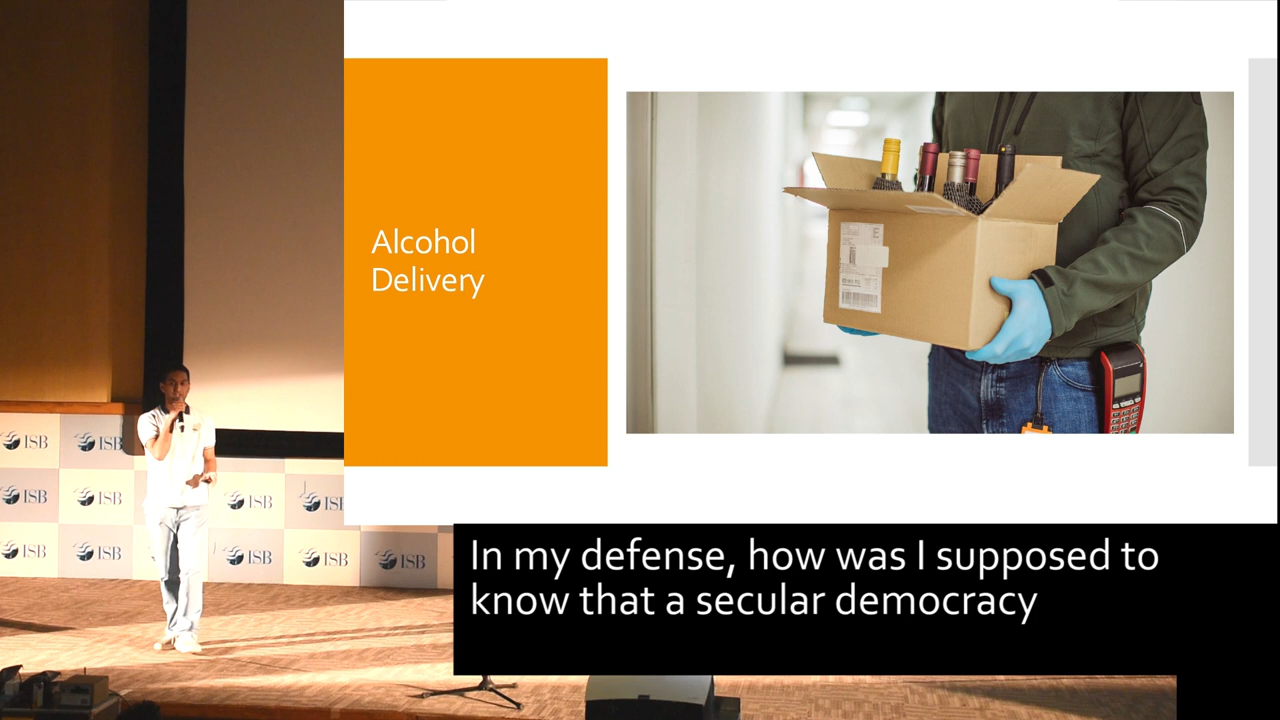 Alcohol
Delivery
In my defense, how was I supposed to
know that a secular democracy
ISB
ISB
ISB
ISB
ISB
ISB
ISB
ISB
ISB
ISB